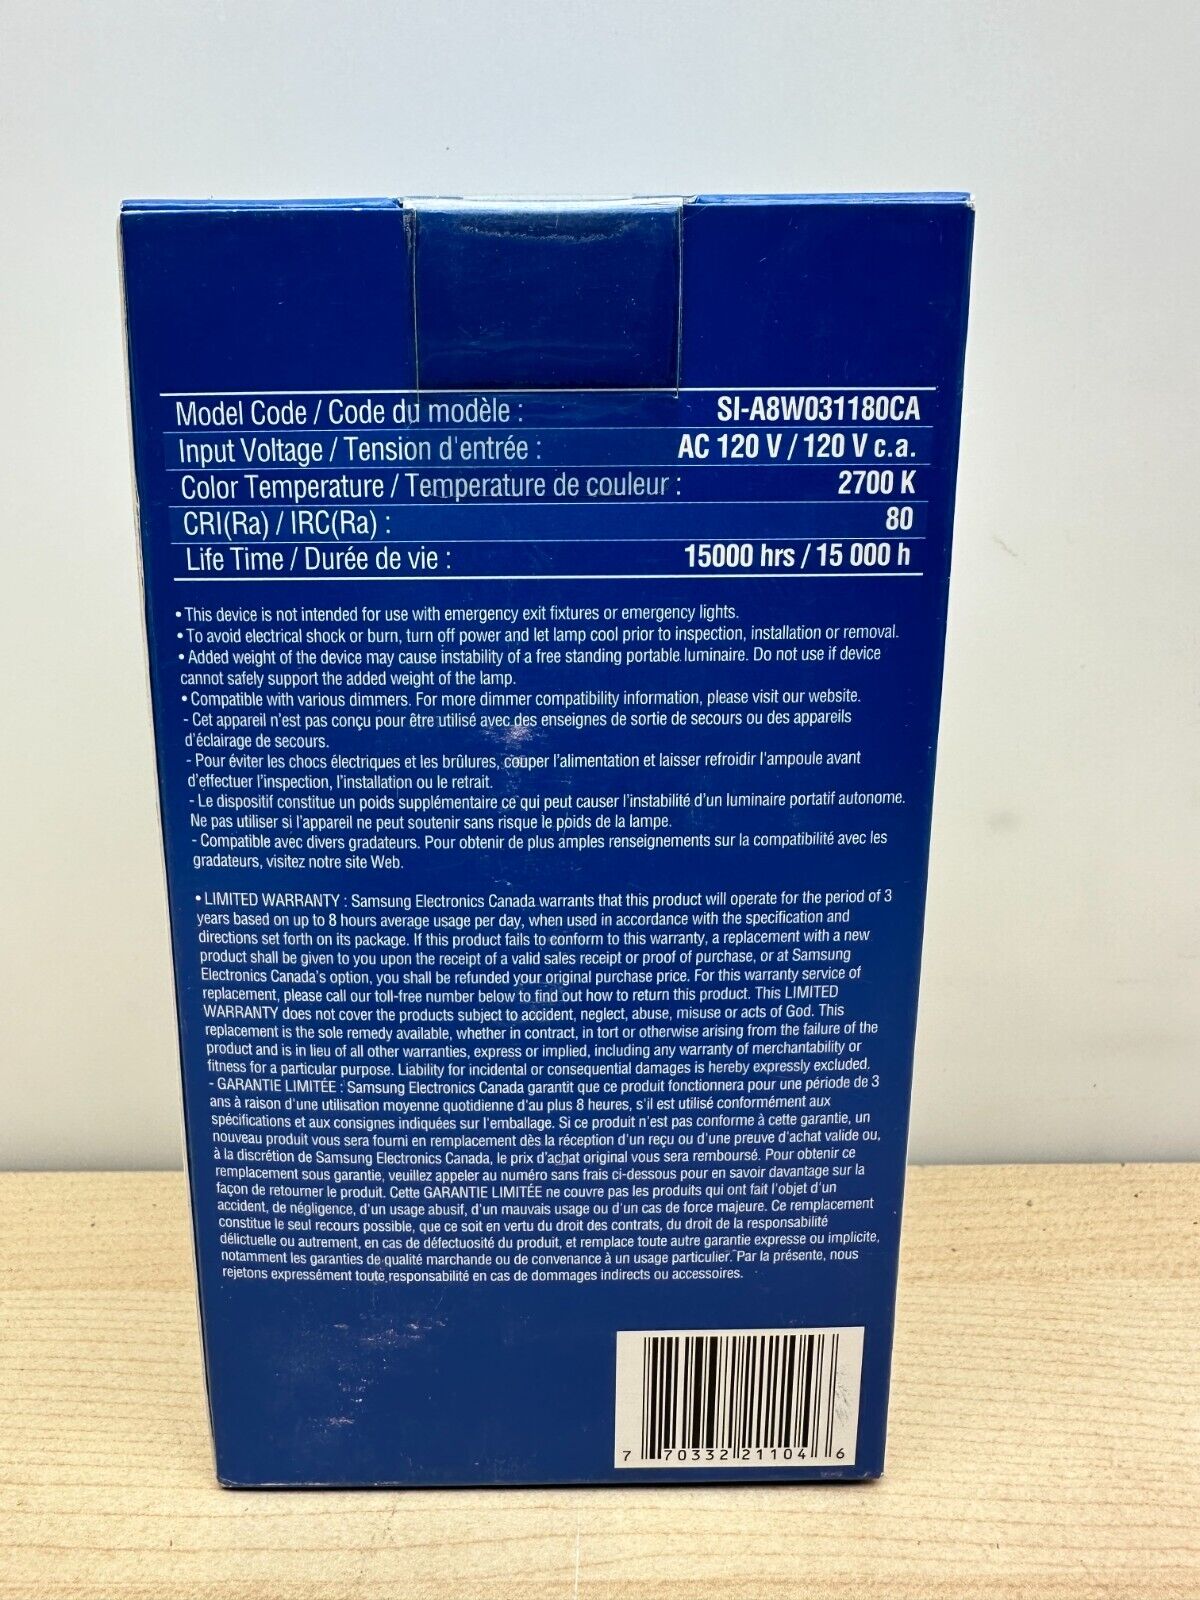 Model Code / Code du modèle : SI-A8W031180CA
Input Voltage / Tension d'entrée : AC 120 V / 120 V c.a.
Color Temperature / Temperature de couleur : 2700 K
CRI(Ra) / IRC(Ra) : 80
Life Time / Durée de vie : 15000 hrs / 15 000 h
• This device is not intended for use with emergency exit fixtures or emergency lights.
• To avoid electrical shock or burn, turn off power and let lamp cool prior to inspection, installation or removal.
• Added weight of the device may cause instability of a free standing portable luminaire. Do not use if device
cannot safely support the added weight of the lamp.
• Compatible with various dimmers. For more dimmer compatibility information, please visit our website.
- Cet appareil n'est pas conçu pour être utilisé avec des enseignes de sortie de secours ou des appareils
d'éclairage de secours.
- Pour éviter les chocs électriques et les brûlures, couper l'alimentation et laisser refroidir l'ampoule avant
d'effectuer l'inspection, l'installation ou le retrait.
- Le dispositif constitue un poids supplémentaire ce qui peut causer l'instabilité d'un luminaire portatif autonome.
Ne pas utiliser si l'appareil ne peut soutenir sans risque le poids de la lampe.
- Compatible avec divers gradateurs. Pour obtenir de plus amples renseignements sur la compatibilité avec les
gradateurs, visitez notre site Web.
• LIMITED WARRANTY : Samsung Electronics Canada warrants that this product will operate for the period of 3
years based on up to 8 hours average usage per day, when used in accordance with the specification and
directions set forth on its package. If this product fails to conform to this warranty, a replacement with a new
product shall be given to you upon the receipt of a valid sales receipt or proof of purchase, or at Samsung
Electronics Canada's option, you shall be refunded your original purchase price. For this warranty service of
replacement, please call our toll-free number below to find out how to return this product. This LIMITED
WARRANTY does not cover the products subject to accident, neglect, abuse, misuse or acts of God. This
replacement is the sole remedy available, whether in contract, in tort or otherwise arising from the failure of the
product and is in lieu of all other warranties, express or implied, including any warranty of merchantability or
fitness for a particular purpose. Liability for incidental or consequential damages is hereby expressly excluded.
- GARANTIE LIMITÉE : Samsung Electronics Canada garantit que ce produit fonctionnera pour une période de 3
ans à raison d'une utilisation moyenne quotidienne d'au plus 8 heures, s'il est utilisé conformément aux
spécifications et aux consignes indiquées sur l'emballage. Si ce produit n'est pas conforme à cette garantie, un
nouveau produit vous sera fourni en remplacement dès la réception d'un reçu ou d'une preuve d'achat valide ou,
à la discrétion de Samsung Electronics Canada, le prix d'achat original vous sera remboursé. Pour obtenir ce
remplacement sous garantie, veuillez appeler au numéro sans frais ci-dessous pour en savoir davantage sur la
façon de retourner le produit. Cette GARANTIE LIMITÉE ne couvre pas les produits qui ont fait l'objet d'un
accident, de négligence, d'un usage abusif, d'un mauvais usage ou d'un cas de force majeure. Ce remplacement
constitue le seul recours possible, que ce soit en vertu du droit des contrats, du droit de la responsabilité
délictuelle ou autrement, en cas de défectuosité du produit, et remplace toute autre garantie expresse ou implicite,
notamment les garanties de qualité marchande ou de convenance à un usage particulier. Par la présente, nous
rejetons expressément toute responsabilité en cas de dommages indirects ou accessoires.
7 70332 21104 6